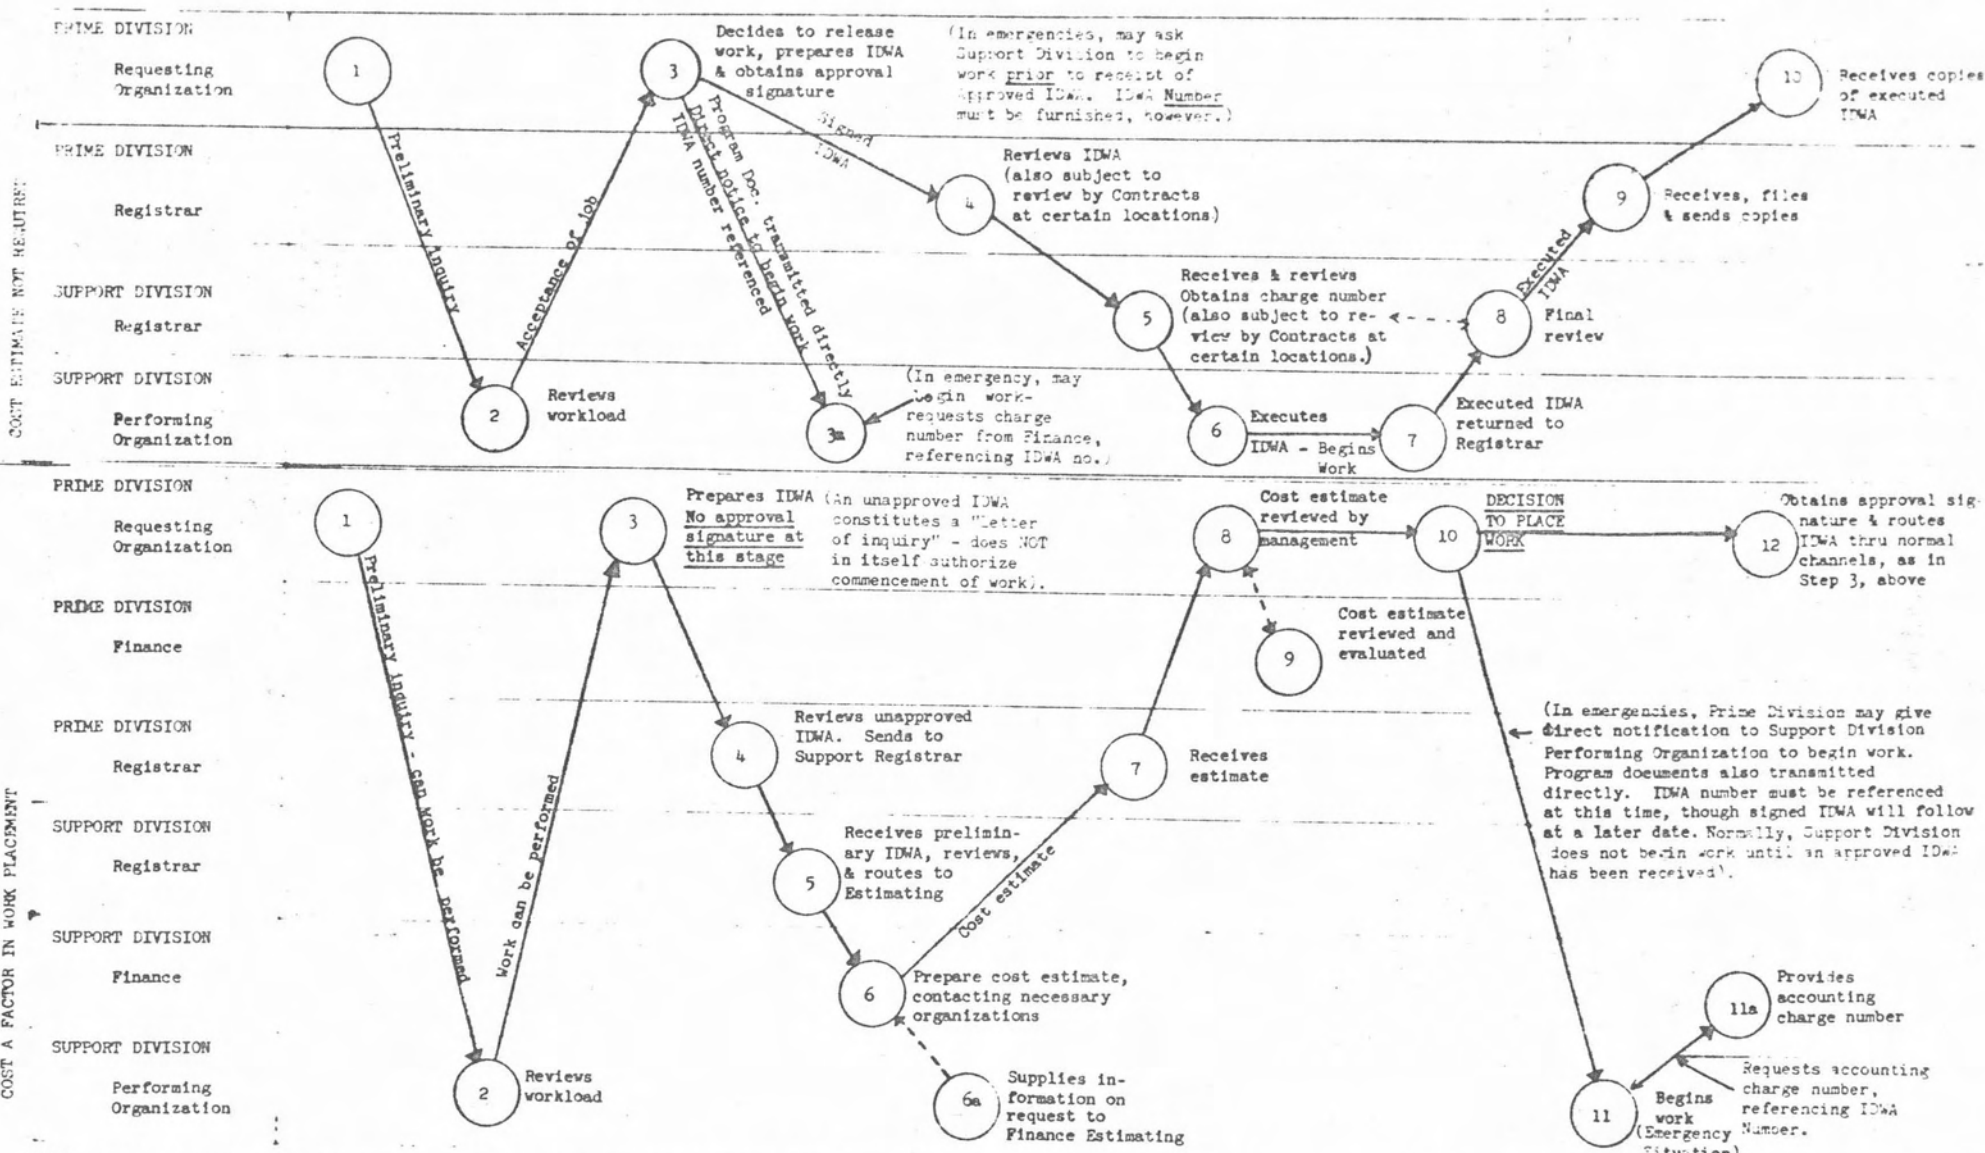 COST ESTIMATE NOT REQUIRED
PRIME DIVISION
Requesting
Organization
1
3
Decides to release
work, prepares IDWA
& obtains approval
signature
(In emergencies, may ask
Support Division to begin
work prior to receipt of
Approved IDWA. IDWA Number
must be furnished, however.)
10
Receives copies
of executed
IDWA
Preliminary inquiry
Acceptance of job
Program Doc. transmitted directly
Direct notice to begin work
IDWA number referenced
Signed
IDWA
PRIME DIVISION
Registrar
4
Reviews IDWA
(also subject to
review by Contracts
at certain locations)
9
Receives, files
& sends copies
SUPPORT DIVISION
Registrar
5
Receives & reviews
Obtains charge number
(also subject to re-
view by Contracts at
certain locations.)
8
Final
review
Executed
IDWA
SUPPORT DIVISION
Performing
Organization
2
Reviews
workload
3a
(In emergency, may
begin work-
requests charge
number from Finance,
referencing IDWA no.)
6
Executes
IDWA - Begins
Work
7
Executed IDWA
returned to
Registrar
COST A FACTOR IN WORK PLACEMENT
PRIME DIVISION
Requesting
Organization
1
3
Prepares IDWA
No approval
signature at
this stage
(An unapproved IDWA
constitutes a "letter
of inquiry" - does NOT
in itself authorize
commencement of work).
8
Cost estimate
reviewed by
management
10
DECISION
TO PLACE
WORK
12
Obtains approval sig-
nature & routes
IDWA thru normal
channels, as in
Step 3, above
Preliminary inquiry - can work be performed
Work can be performed
PRIME DIVISION
Finance
9
Cost estimate
reviewed and
evaluated
PRIME DIVISION
Registrar
4
Reviews unapproved
IDWA. Sends to
Support Registrar
7
Receives
estimate
(In emergencies, Prime Division may give
direct notification to Support Division
Performing Organization to begin work.
Program documents also transmitted
directly. IDWA number must be referenced
at this time, though signed IDWA will follow
at a later date. Normally, Support Division
does not begin work until an approved IDWA
has been received).
SUPPORT DIVISION
Registrar
5
Receives prelimin-
ary IDWA, reviews,
& routes to
Estimating
Cost estimate
SUPPORT DIVISION
Finance
6
Prepare cost estimate,
contacting necessary
organizations
11a
Provides
accounting
charge number
SUPPORT DIVISION
Performing
Organization
2
Reviews
workload
6a
Supplies in-
formation on
request to
Finance Estimating
11
Begins
work
(Emergency
Situation)
Requests accounting
charge number,
referencing IDWA
Number.